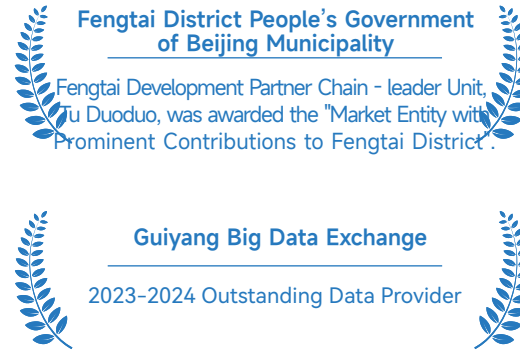 Fengtai District People's Government
of Beijing Municipality
Fengtai Development Partner Chain - leader Unit,
Tu Duoduo, was awarded the "Market Entity with
Prominent Contributions to Fengtai District".
Guiyang Big Data Exchange
2023-2024 Outstanding Data Provider